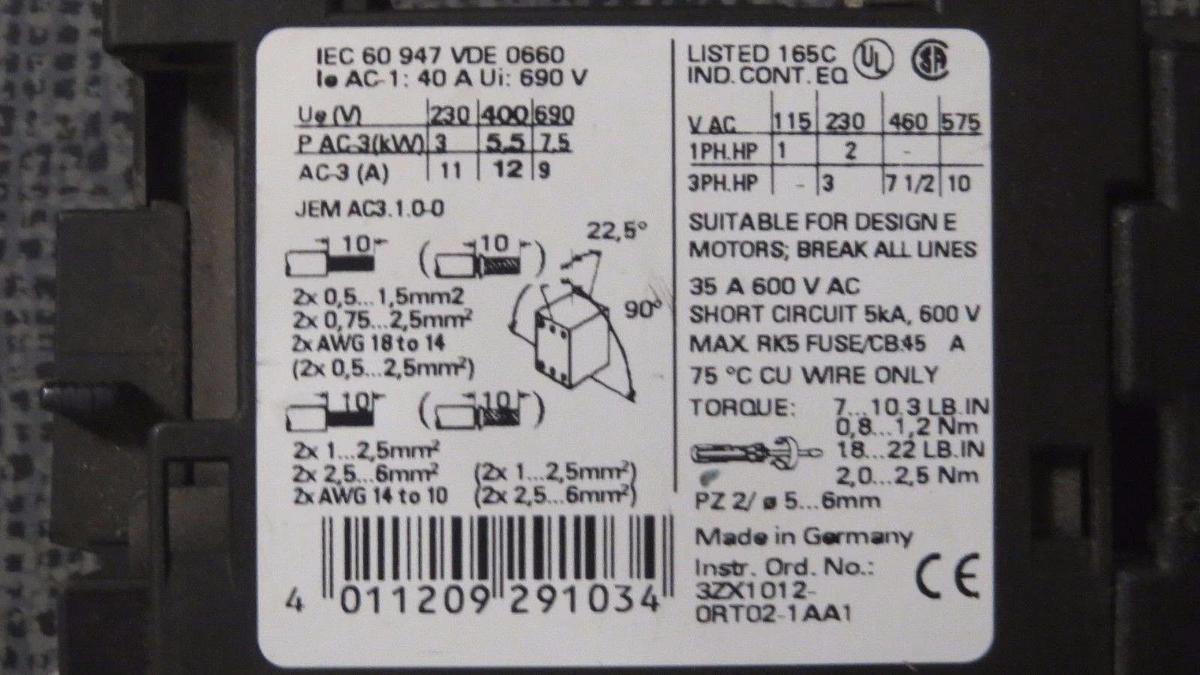 IEC 60 947 VDE 0660
Ie AC-1: 40 A Ui: 690 V
Ue (V) 230 400 690
P AC-3(kW) 3 5.5 7.5
AC-3 (A) 11 12 9
JEM AC3.1.0-0
10 ( 10 ) 22,5°
90°
2x 0,5...1,5mm2
2x 0,75...2,5mm²
2x AWG 18 to 14
(2x 0,5...2,5mm²)
10 ( 10 )
2x 1...2,5mm²
2x 2,5...6mm² (2x 1...2,5mm²)
2x AWG 14 to 10 (2x 2,5...6mm²)
4 011209 291034
LISTED 165C UL SA
IND. CONT. EQ
V AC 115 230 460 575
1PH.HP 1 2 -
3PH.HP - 3 7 1/2 10
SUITABLE FOR DESIGN E
MOTORS; BREAK ALL LINES
35 A 600 V AC
SHORT CIRCUIT 5kA, 600 V
MAX. RK5 FUSE/CB:45 A
75 °C CU WIRE ONLY
TORQUE: 7...10,3 LB.IN
0,8...1,2 Nm
18...22 LB.IN
2,0...2,5 Nm
PZ 2/ ø 5...6mm
Made in Germany
Instr. Ord. No.:
3ZX1012-
0RT02-1AA1
CE